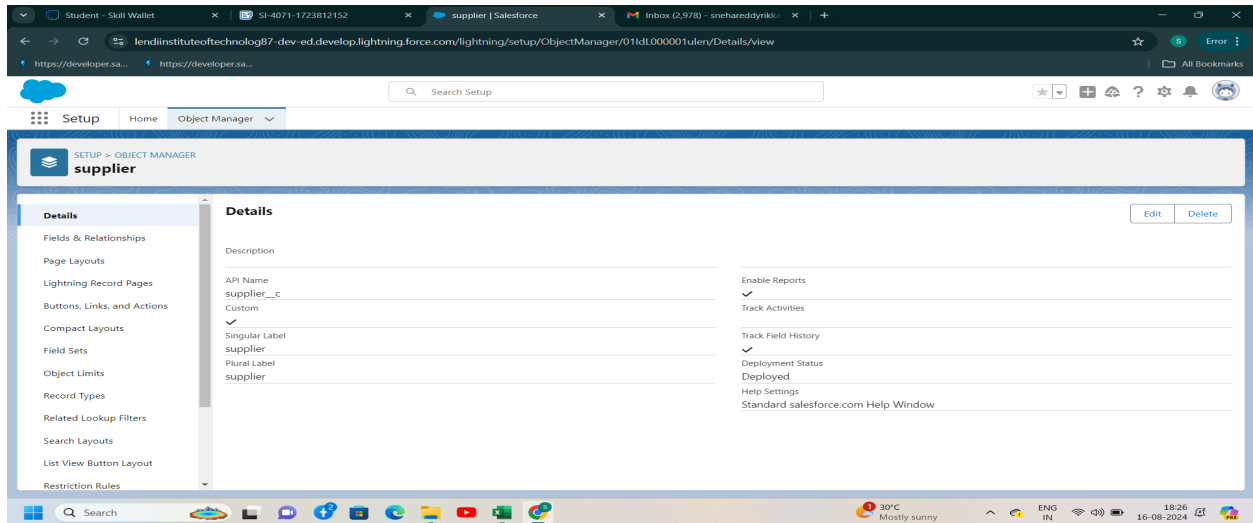 Student - Skill Wallet
SI-4071-1723812152
supplier | Salesforce
Inbox (2,978) - snehareddyrikka
lendiinstituteoftechnolog87-dev-ed.develop.lightning.force.com/lightning/setup/ObjectManager/01IdL000001ulen/Details/view
S
Error
https://developer.sa...
https://developer.sa...
All Bookmarks
Search Setup
Setup
Home
Object Manager
SETUP > OBJECT MANAGER
supplier
Details
Fields & Relationships
Page Layouts
Lightning Record Pages
Buttons, Links, and Actions
Compact Layouts
Field Sets
Object Limits
Record Types
Related Lookup Filters
Search Layouts
List View Button Layout
Restriction Rules
Details
Edit
Delete
Description
API Name
supplier__c
Custom
Singular Label
supplier
Plural Label
supplier
Enable Reports
Track Activities
Track Field History
Deployment Status
Deployed
Help Settings
Standard salesforce.com Help Window
Search
2
S
1
30°C
Mostly sunny
ENG
IN
18:26
16-08-2024
PRE